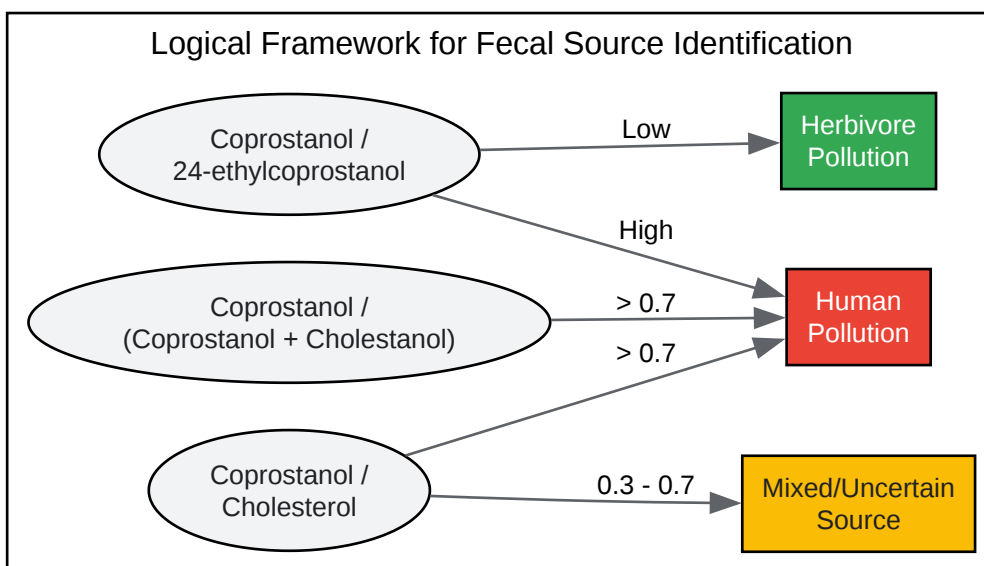 Logical Framework for Fecal Source Identification
Coprostanol /
24-ethylcoprostanol
Low
Herbivore
Pollution
High
Coprostanol /
(Coprostanol + Cholestanol)
> 0.7
Human
Pollution
> 0.7
Coprostanol /
Cholesterol
0.3 - 0.7
Mixed/Uncertain
Source